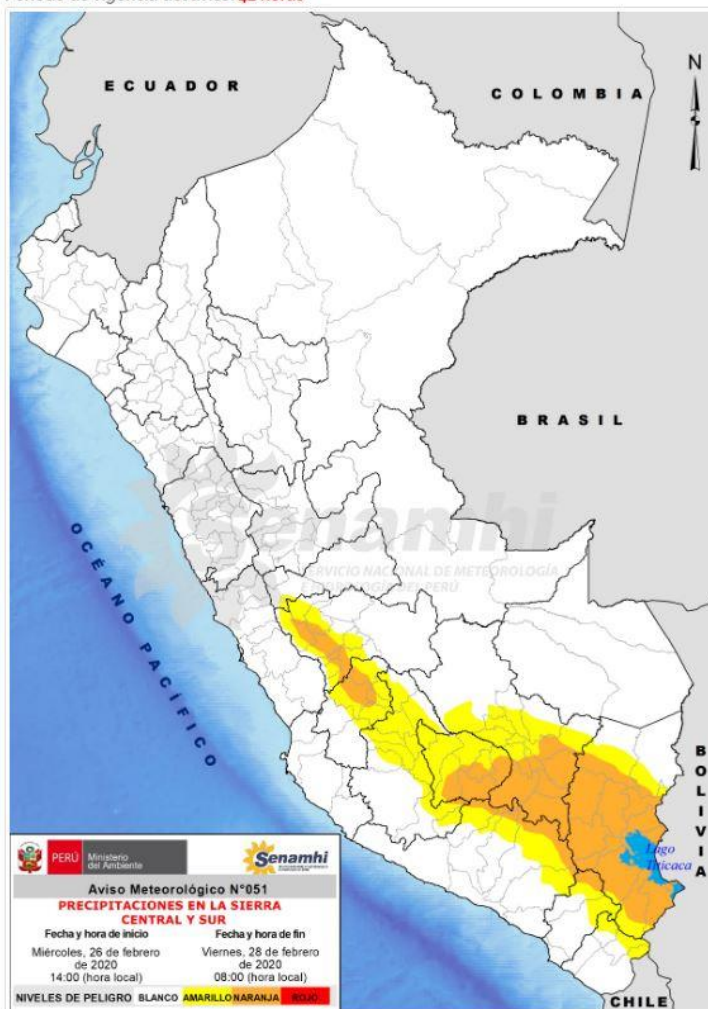 ECUADOR
COLOMBIA
N
BRASIL
OCÉANO PACÍFICO
Senamhi
SERVICIO NACIONAL DE METEOROLOGÍA
E HIDROLOGÍA DEL PERÚ
BOLIVIA
Lago
Titicaca
PERÚ Ministerio
del Ambiente
Senamhi
Aviso Meteorológico N°051
PRECIPITACIONES EN LA SIERRA
CENTRAL Y SUR
Fecha y hora de inicio Fecha y hora de fin
Miércoles, 26 de febrero Viernes, 28 de febrero
de 2020 de 2020
14:00 (hora local) 08:00 (hora local)
NIVELES DE PELIGRO BLANCO AMARILLO NARANJA ROJO
CHILE